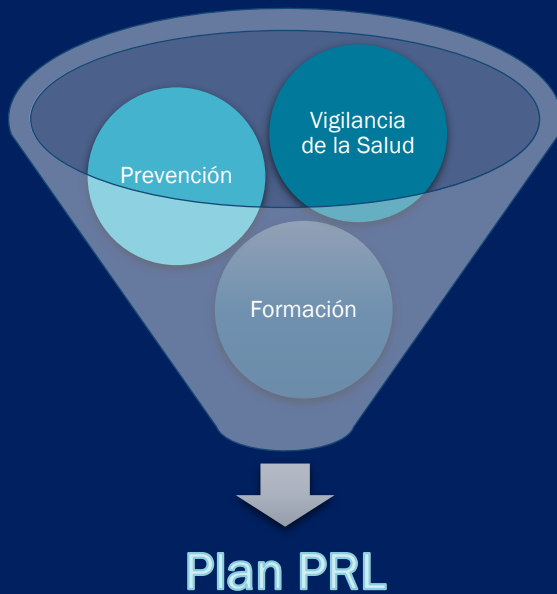 Vigilancia
de la Salud
Prevención
Formación
Plan PRL